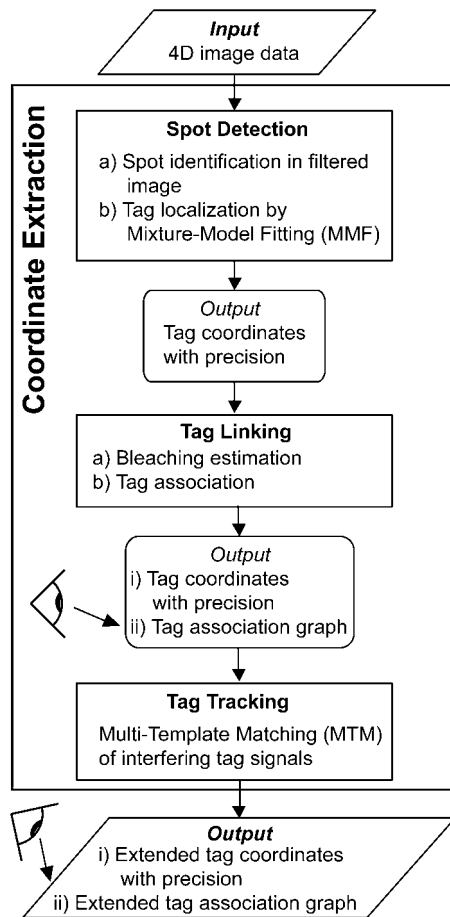 Input
4D image data
Coordinate Extraction
Spot Detection
a) Spot identification in filtered
image
b) Tag localization by
Mixture-Model Fitting (MMF)
Output
Tag coordinates
with precision
Tag Linking
a) Bleaching estimation
b) Tag association
Output
i) Tag coordinates
with precision
ii) Tag association graph
Tag Tracking
Multi-Template Matching (MTM)
of interfering tag signals
Output
i) Extended tag coordinates
with precision
ii) Extended tag association graph